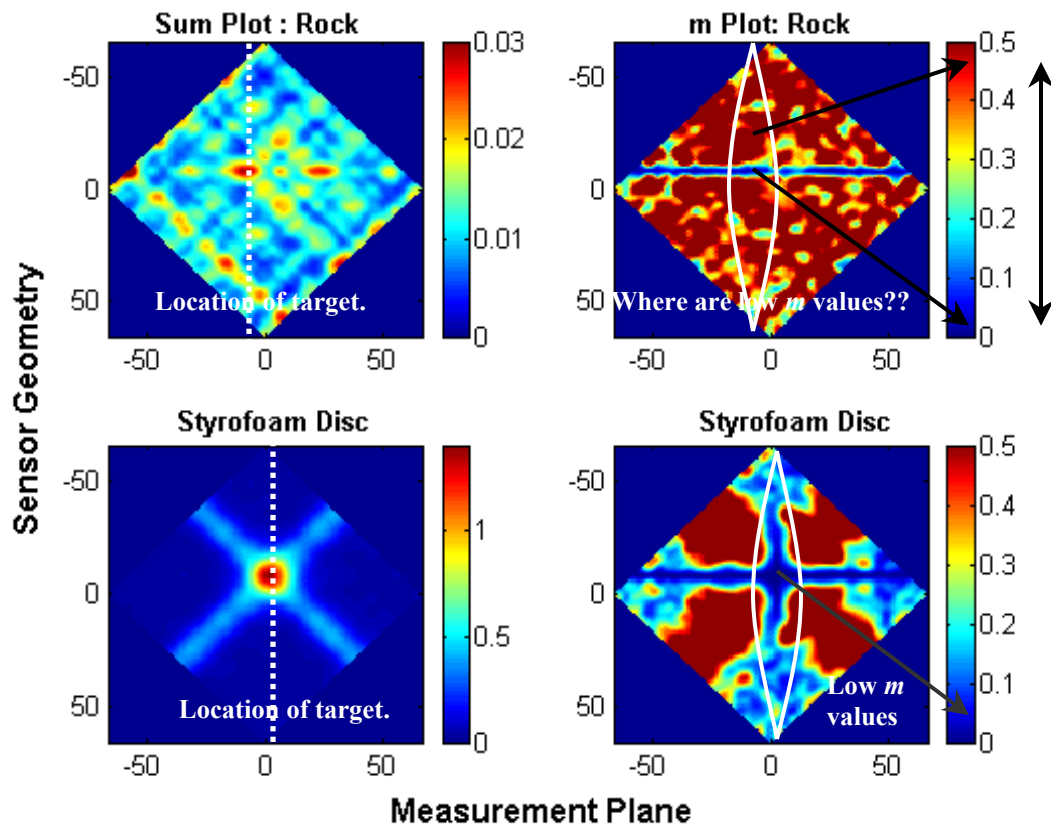 Sum Plot : Rock
m Plot: Rock
-50
0
50
-50 0 50
0.03
0.02
0.01
0
Location of target.
-50
0
50
-50 0 50
0.5
0.4
0.3
0.2
0.1
0
Where are low m values??
Styrofoam Disc
Styrofoam Disc
-50
0
50
-50 0 50
1
0.5
0
Location of target.
-50
0
50
-50 0 50
0.5
0.4
0.3
0.2
0.1
0
Low m
values
Sensor Geometry
Measurement Plane